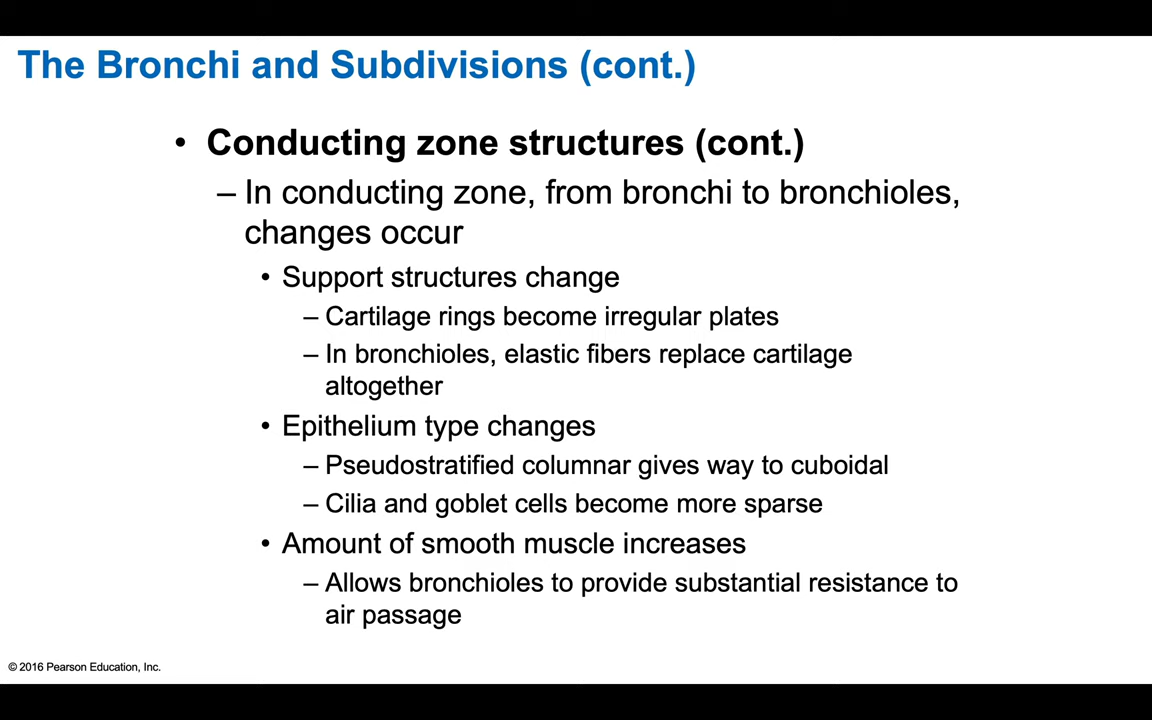 The Bronchi and Subdivisions (cont.)
• Conducting zone structures (cont.)
– In conducting zone, from bronchi to bronchioles,
changes occur
• Support structures change
– Cartilage rings become irregular plates
– In bronchioles, elastic fibers replace cartilage
altogether
• Epithelium type changes
– Pseudostratified columnar gives way to cuboidal
– Cilia and goblet cells become more sparse
• Amount of smooth muscle increases
– Allows bronchioles to provide substantial resistance to
air passage
© 2016 Pearson Education, Inc.